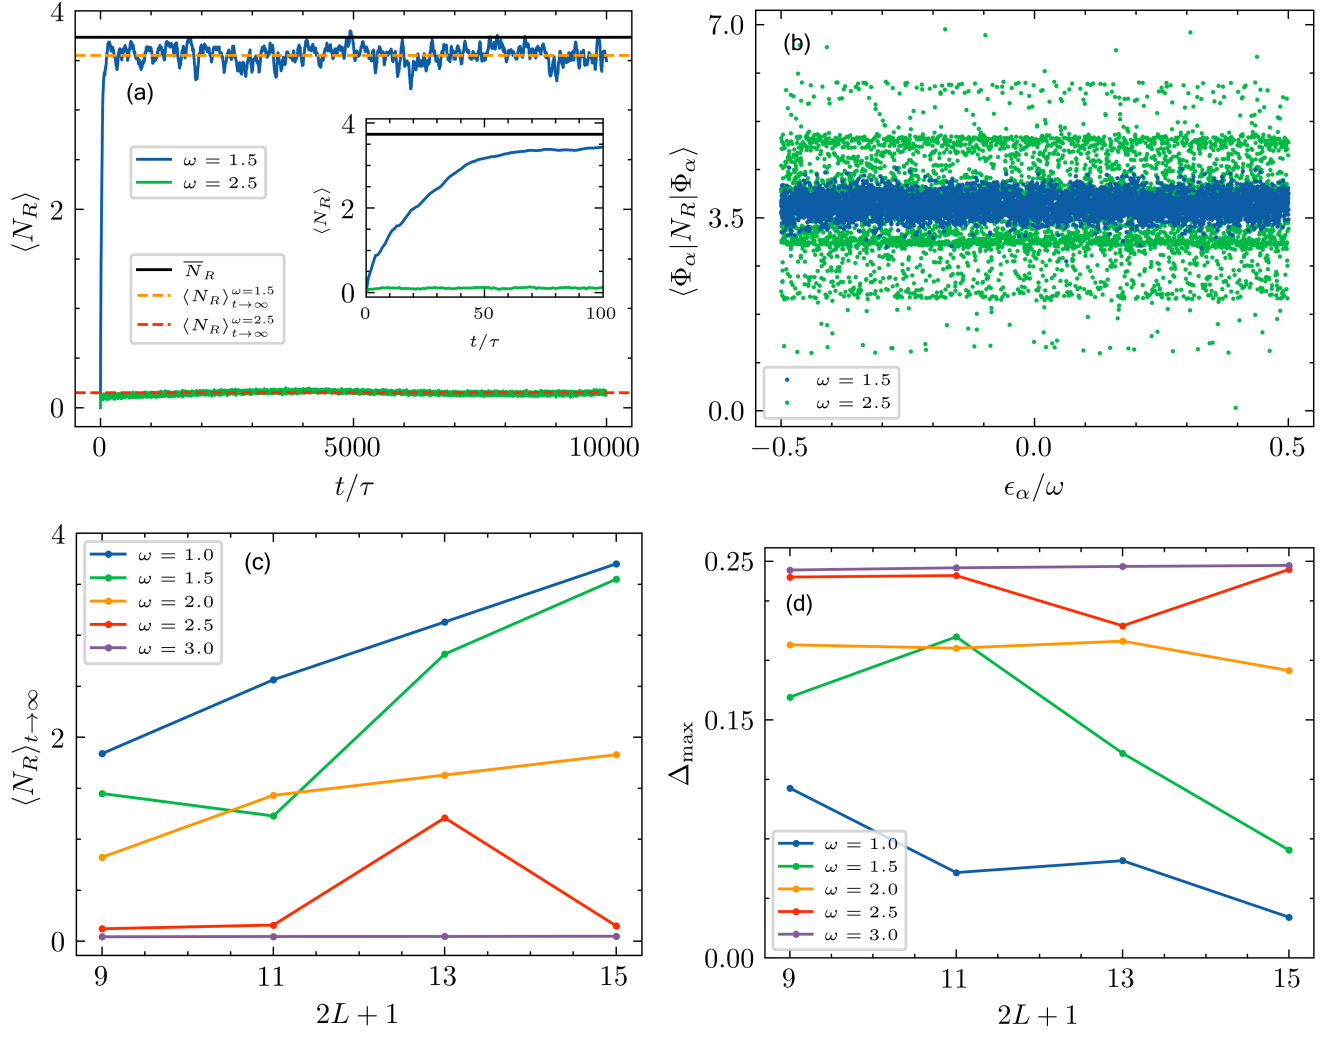 4
2
0
⟨N_R⟩
(a)
ω = 1.5
ω = 2.5
N̅_R
⟨N_R⟩_{t→∞}^{ω=1.5}
⟨N_R⟩_{t→∞}^{ω=2.5}
4
2
0
⟨N_R⟩
0 50 100
t/τ
0 5000 10000
t/τ
7.0
3.5
0.0
⟨Φ_α|N_R|Φ_α⟩
(b)
ω = 1.5
ω = 2.5
−0.5 0.0 0.5
ϵ_α/ω
4
2
0
⟨N_R⟩_{t→∞}
ω = 1.0
ω = 1.5
ω = 2.0
ω = 2.5
ω = 3.0
(c)
9 11 13 15
2L + 1
0.25
0.15
0.00
Δ_max
(d)
ω = 1.0
ω = 1.5
ω = 2.0
ω = 2.5
ω = 3.0
9 11 13 15
2L + 1